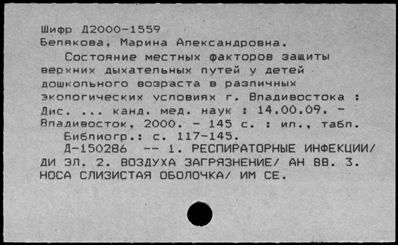 Шифр Д2000-1559
Белякова, Марина Александровна.
Состояние местных факторов защиты
верхних дыхательных путей у детей
дошкольного возраста в различных
экологических условиях г. Владивостока :
Дис. ... канд. мед. наук : 14.00.09. -
Владивосток, 2000. - 145 с. : ил., табл.
Библиогр.: с. 117-145.
Д-150286 -- 1. РЕСПИРАТОРНЫЕ ИНФЕКЦИИ/
ДИ ЭЛ. 2. ВОЗДУХА ЗАГРЯЗНЕНИЕ/ АН ВВ. 3.
НОСА СЛИЗИСТАЯ ОБОЛОЧКА/ ИМ СЕ.